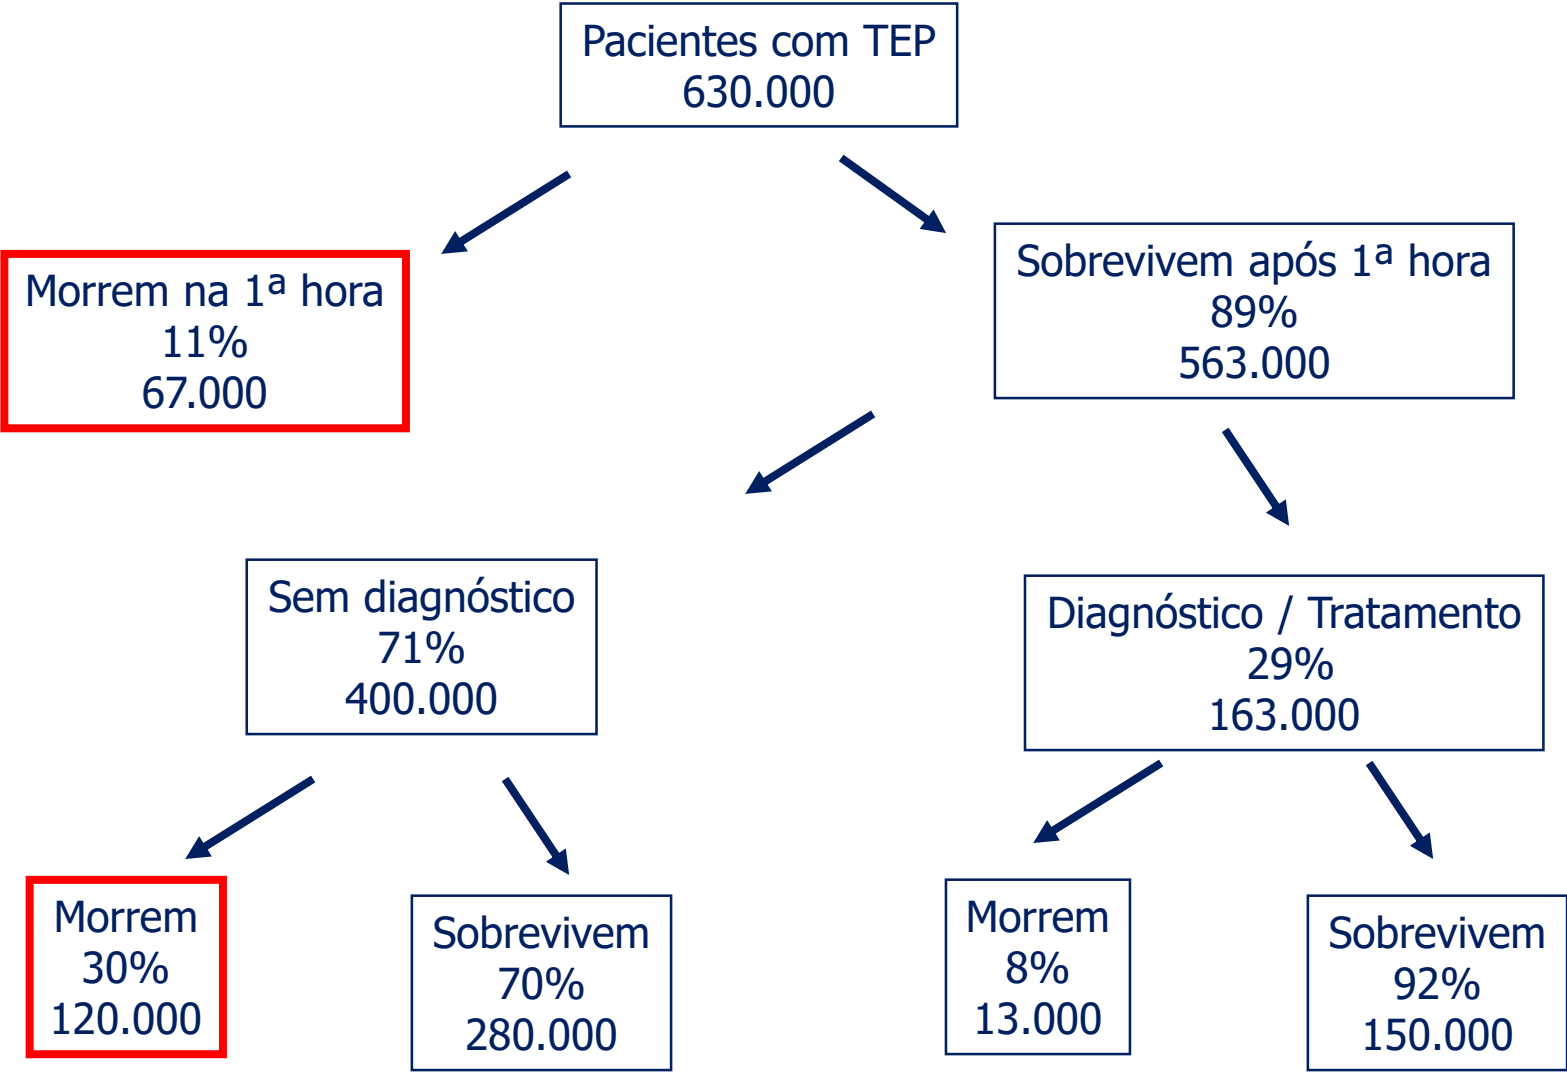 Pacientes com TEP
630.000
Morrem na 1ª hora
11%
67.000
Sobrevivem após 1ª hora
89%
563.000
Sem diagnóstico
71%
400.000
Diagnóstico / Tratamento
29%
163.000
Morrem
30%
120.000
Sobrevivem
70%
280.000
Morrem
8%
13.000
Sobrevivem
92%
150.000